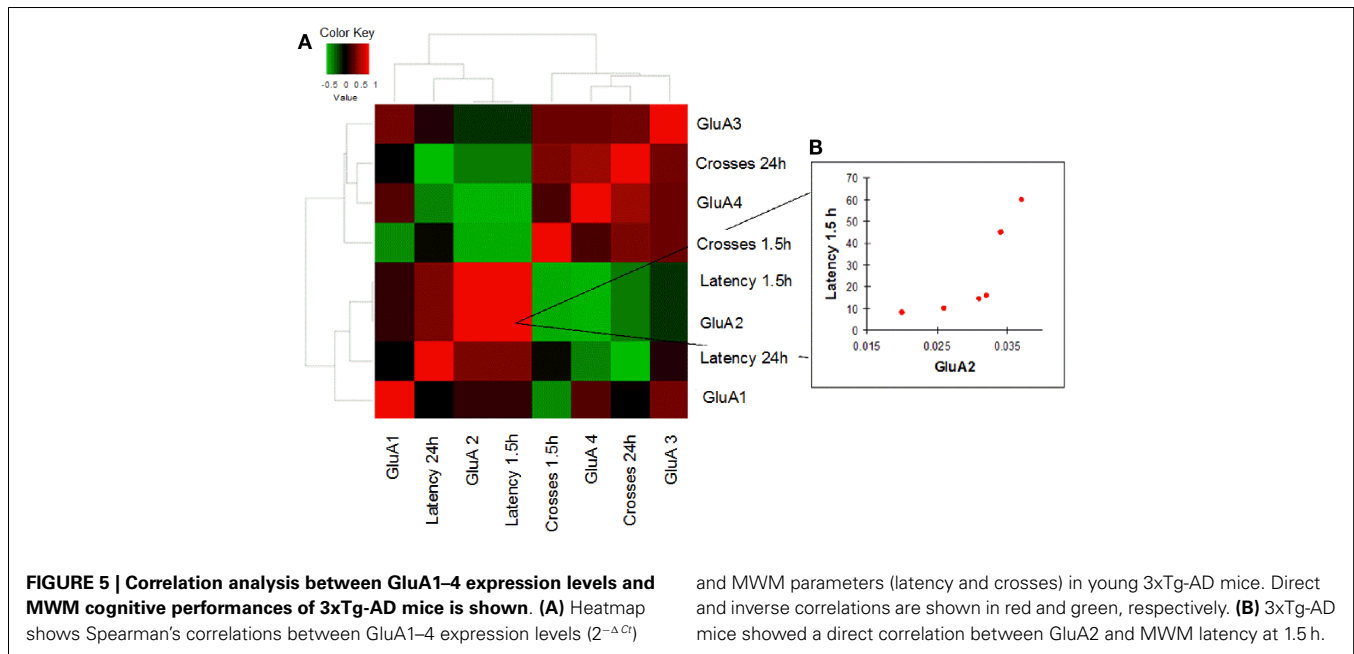 A
Color Key
-0.5 0 0.5 1
Value
GluA3
Crosses 24h
GluA4
Crosses 1.5h
Latency 1.5h
GluA2
Latency 24h
GluA1
GluA1
Latency 24h
GluA 2
Latency 1.5h
Crosses 1.5h
GluA 4
Crosses 24h
GluA 3
B
Latency 1.5 h
70
60
50
40
30
20
10
0
0.015 0.025 0.035
GluA2
FIGURE 5 | Correlation analysis between GluA1–4 expression levels and
MWM cognitive performances of 3xTg-AD mice is shown. (A) Heatmap
shows Spearman's correlations between GluA1–4 expression levels (2^−ΔCt)
and MWM parameters (latency and crosses) in young 3xTg-AD mice. Direct
and inverse correlations are shown in red and green, respectively. (B) 3xTg-AD
mice showed a direct correlation between GluA2 and MWM latency at 1.5 h.